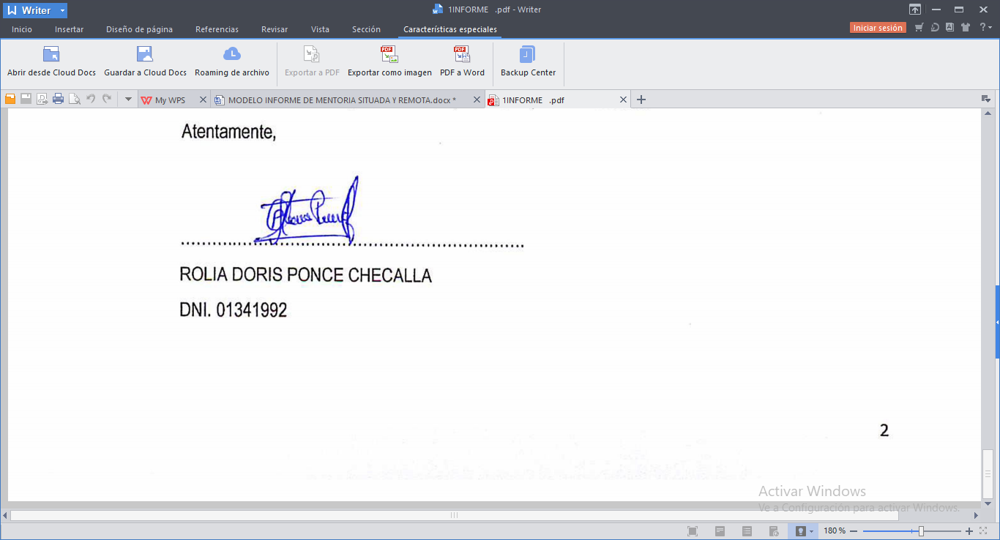 Writer
1INFORME .pdf - Writer
Inicio Insertar Diseño de página Referencias Revisar Vista Sección Características especiales Iniciar sesión
Abrir desde Cloud Docs Guardar a Cloud Docs Roaming de archivo Exportar a PDF Exportar como imagen PDF a Word Backup Center
My WPS MODELO INFORME DE MENTORIA SITUADA Y REMOTA.docx * 1INFORME .pdf
Atentamente,
ROLIA DORIS PONCE CHECALLA
DNI. 01341992
2
Activar Windows
Ve a Configuración para activar Windows.
180 %